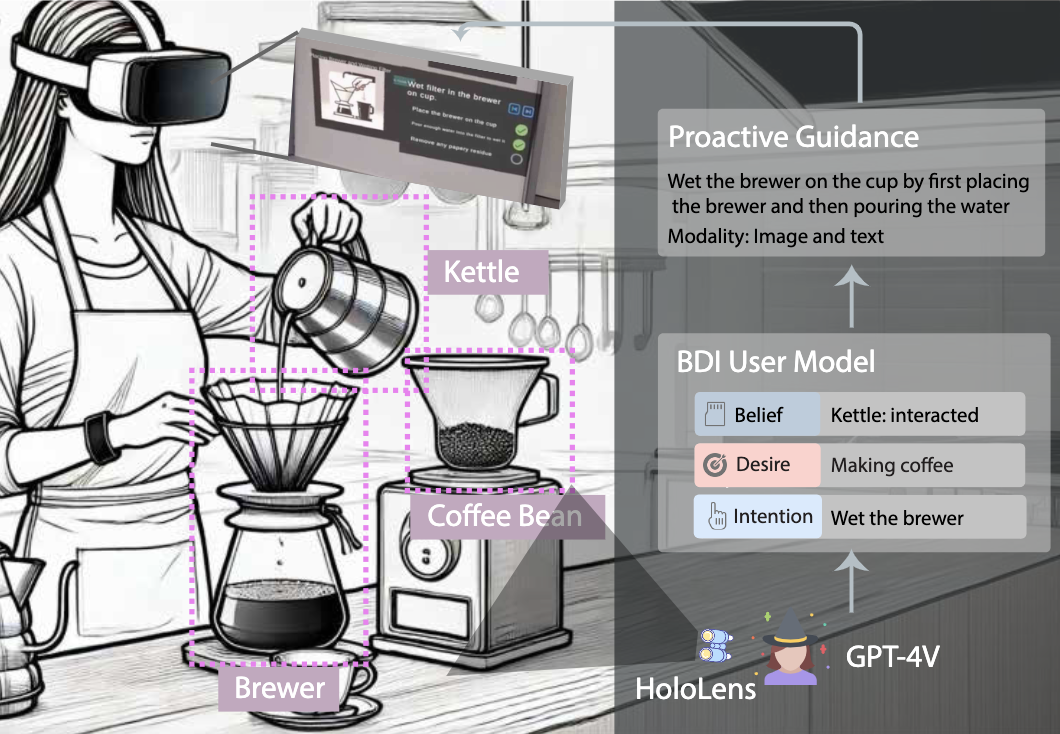 Wet filter in the brewer
on cup.
Place the brewer on the cup
Pour enough water into the filter to wet it
Remove any papery residue
Kettle
Coffee Bean
Brewer
Proactive Guidance
Wet the brewer on the cup by first placing
the brewer and then pouring the water
Modality: Image and text
BDI User Model
Belief Kettle: interacted
Desire Making coffee
Intention Wet the brewer
HoloLens
GPT-4V